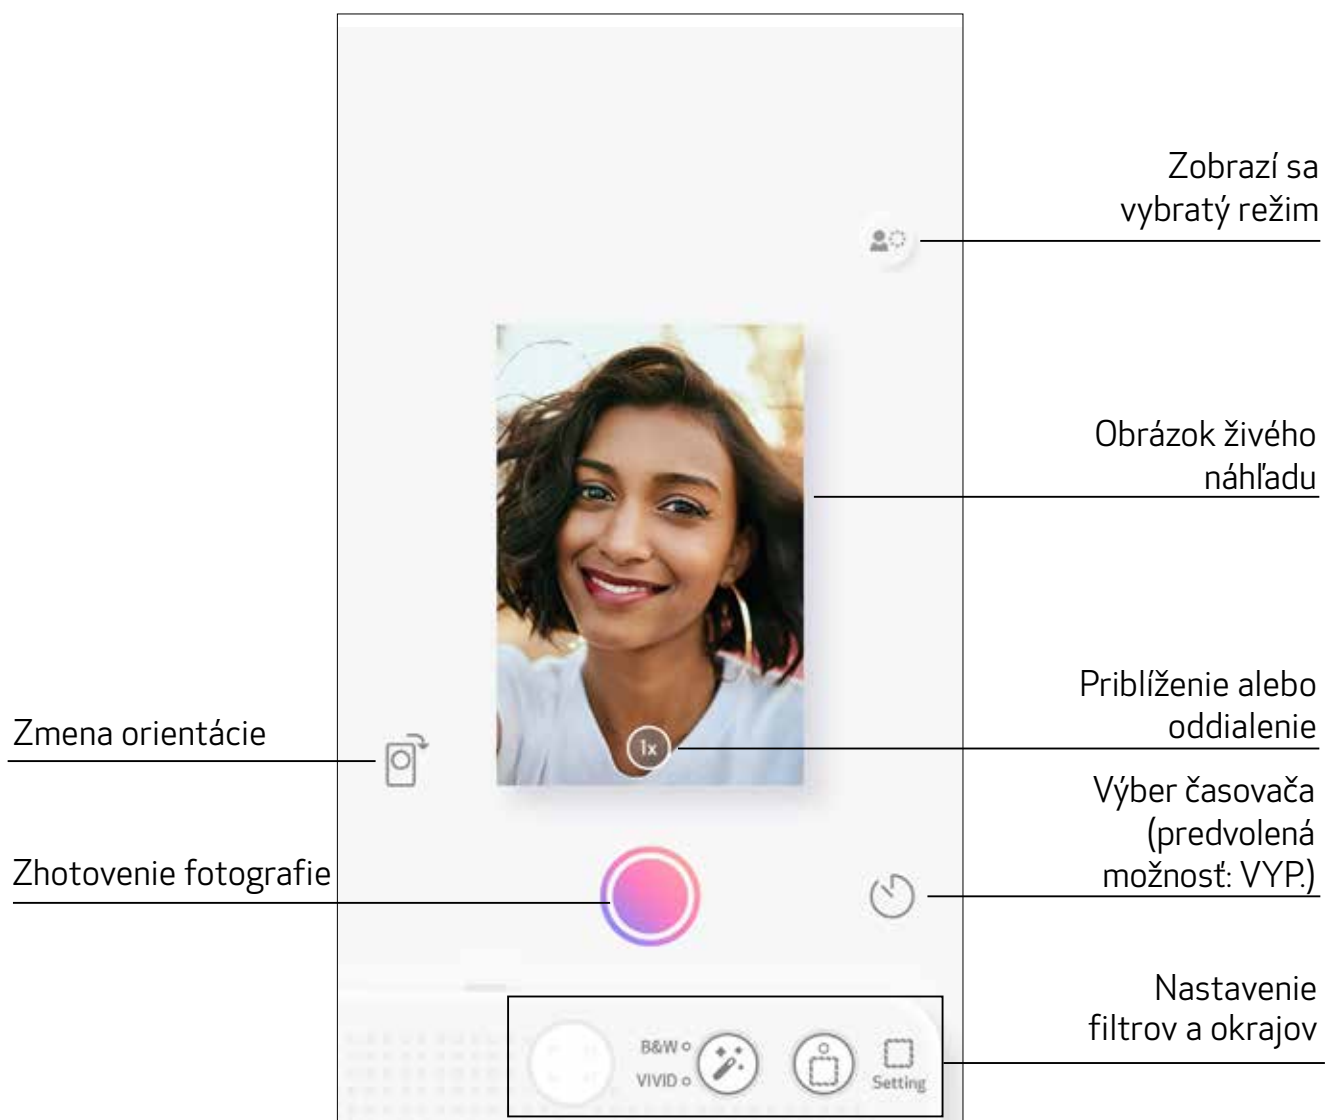 Zobrazí sa
vybratý režim
Obrázok živého
náhľadu
Priblíženie alebo
oddialenie
1x
Zmena orientácie
Výber časovača
(predvolená
možnosť: VYP.)
Zhotovenie fotografie
Nastavenie
filtrov a okrajov
B&W
VIVID
Setting